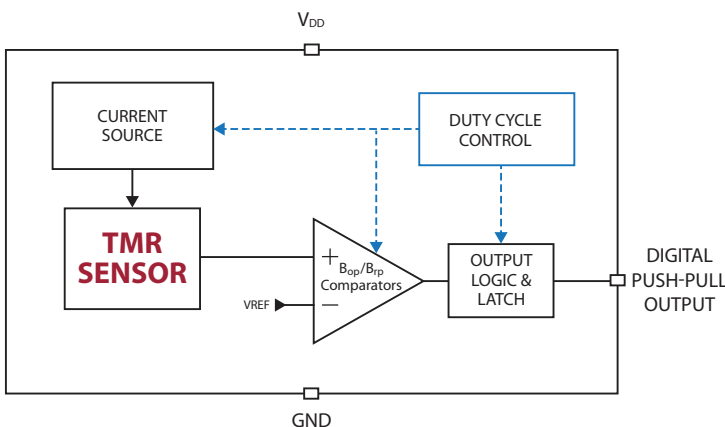 VDD
CURRENT
SOURCE
DUTY CYCLE
CONTROL
TMR
SENSOR
+
Bop/Brp
Comparators
VREF
−
OUTPUT
LOGIC &
LATCH
DIGITAL
PUSH-PULL
OUTPUT
GND